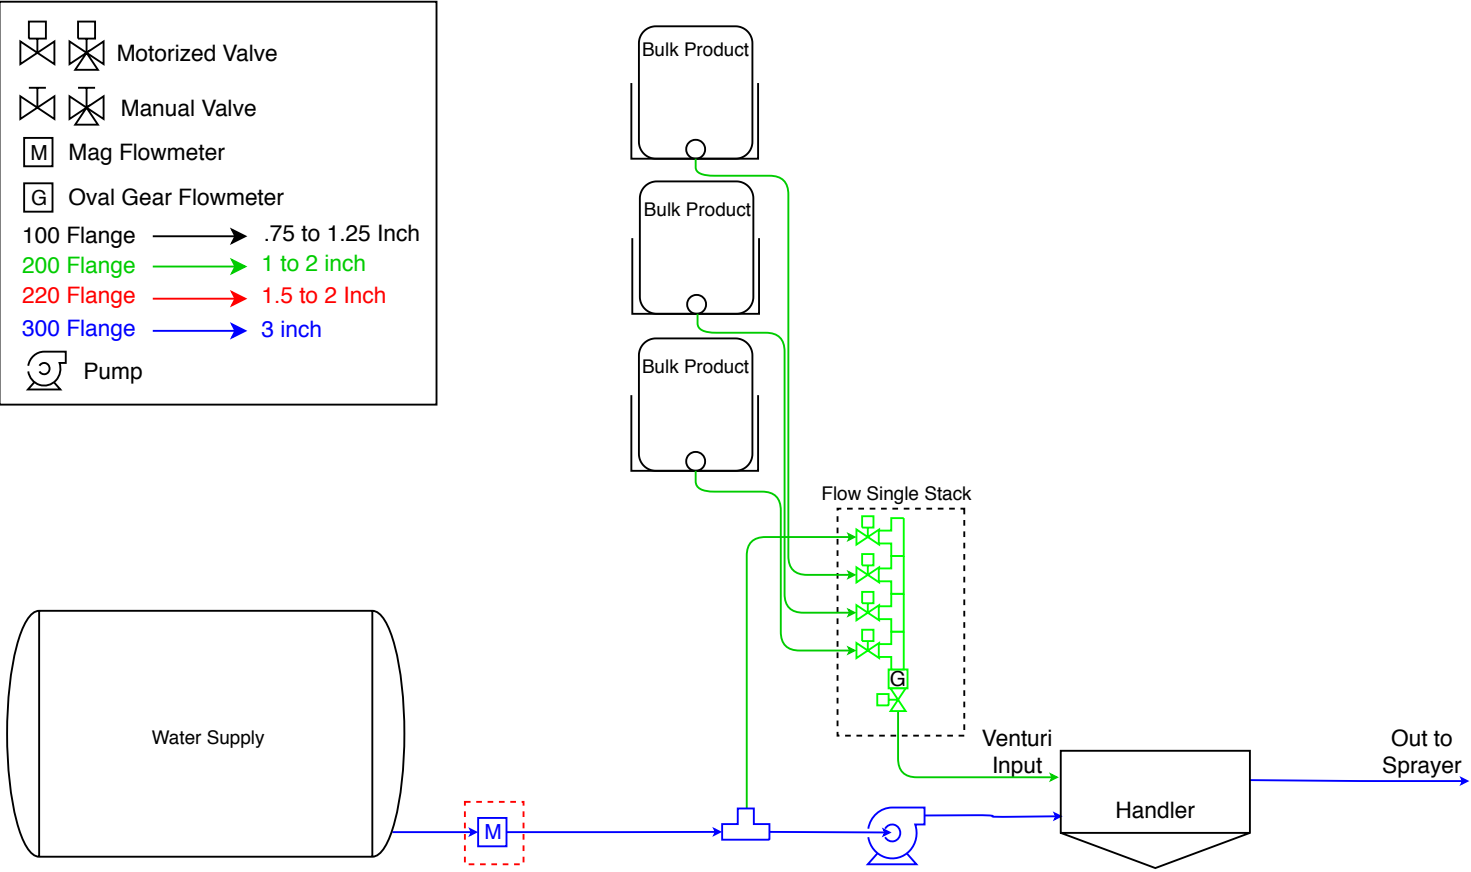 Motorized Valve
Manual Valve
M Mag Flowmeter
G Oval Gear Flowmeter
100 Flange .75 to 1.25 Inch
200 Flange 1 to 2 inch
220 Flange 1.5 to 2 Inch
300 Flange 3 inch
Pump
Bulk Product
Bulk Product
Bulk Product
Flow Single Stack
G
Water Supply
M
Venturi
Input
Handler
Out to
Sprayer